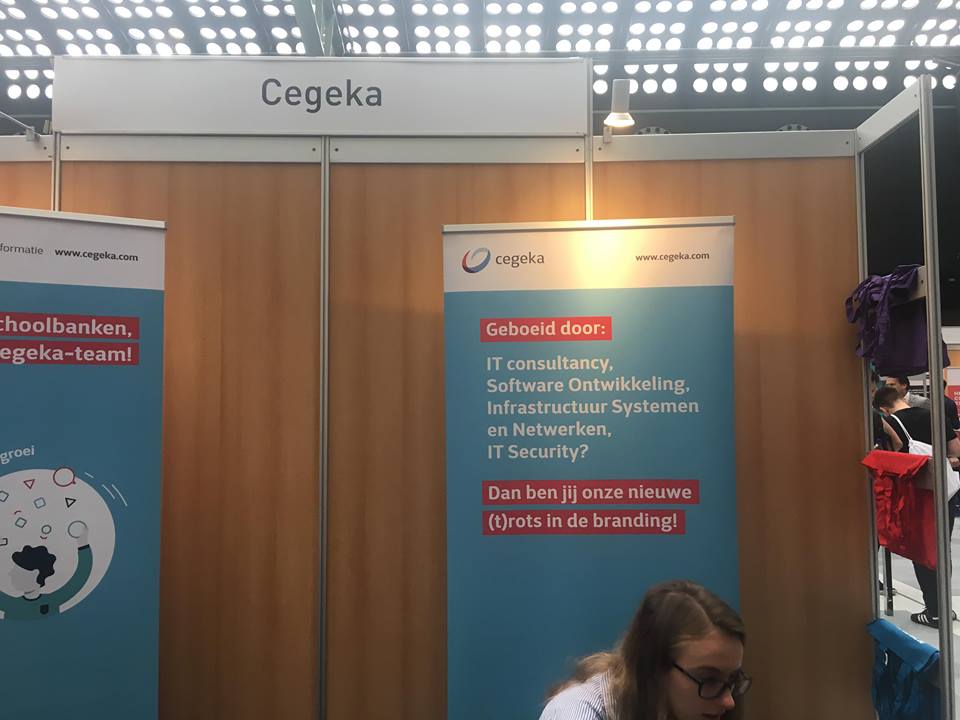 Cegeka
formatie www.cegeka.com
choolbanken,
egeka-team!
groei
cegeka www.cegeka.com
Geboeid door:
IT consultancy,
Software Ontwikkeling,
Infrastructuur Systemen
en Netwerken,
IT Security?
Dan ben jij onze nieuwe
(t)rots in de branding!